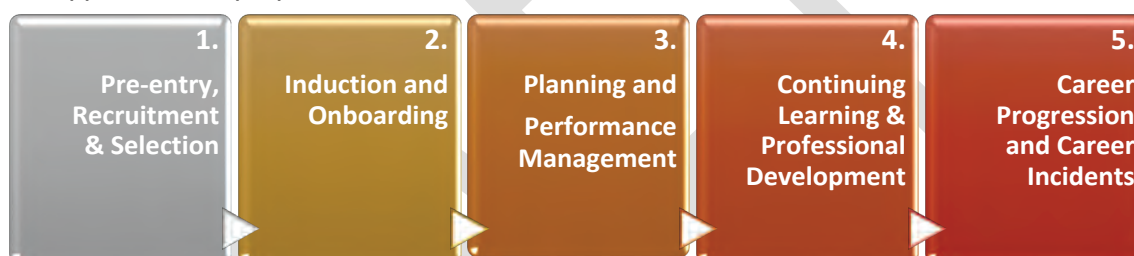 1.
Pre-entry,
Recruitment
& Selection
2.
Induction and
Onboarding
3.
Planning and
Performance
Management
4.
Continuing
Learning &
Professional
Development
5.
Career
Progression
and Career
Incidents